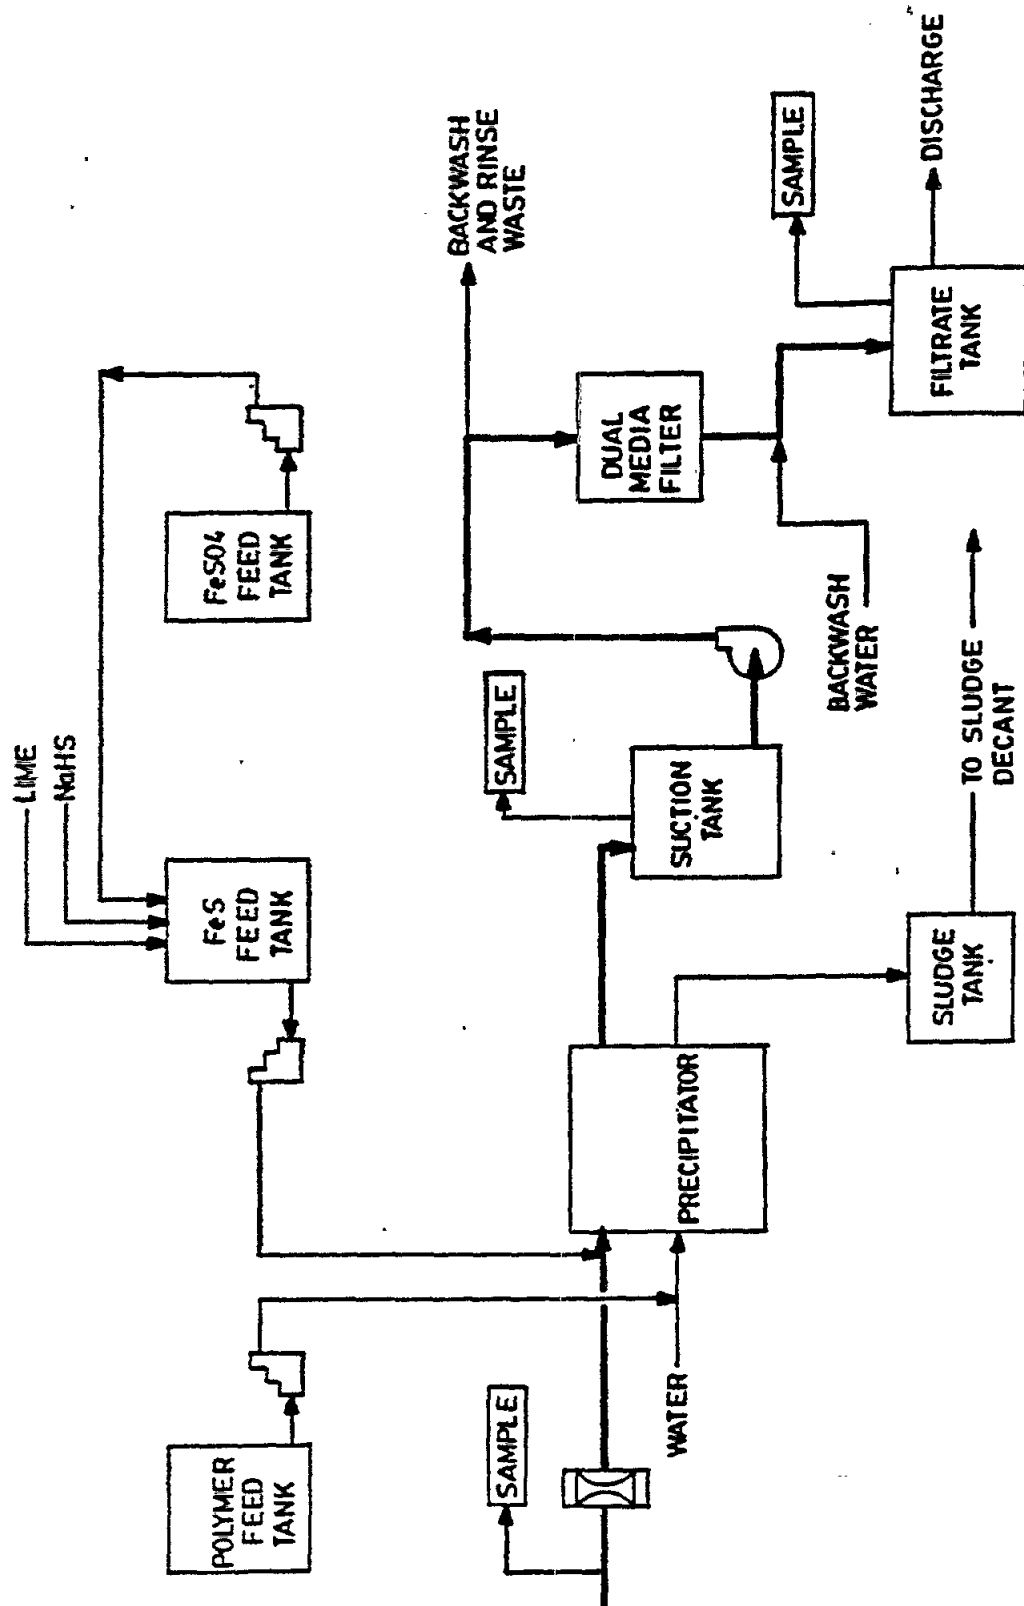 LIME
NaHS
POLYMER
FEED
TANK
FeS
FEED
TANK
FeSO4
FEED
TANK
SAMPLE
SAMPLE
BACKWASH
AND RINSE
WASTE
WATER
PRECIPITATOR
SUCTION
TANK
DUAL
MEDIA
FILTER
SAMPLE
BACKWASH
WATER
SLUDGE
TANK
TO SLUDGE
DECANT
FILTRATE
TANK
DISCHARGE